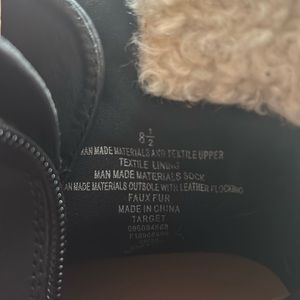 8 1/2
MAN MADE MATERIALS AND TEXTILE UPPER
TEXTILE LINING
MAN MADE MATERIALS SOCK
MAN MADE MATERIALS OUTSOLE WITH LEATHER FLOCKING
FAUX FUR
MADE IN CHINA
TARGET